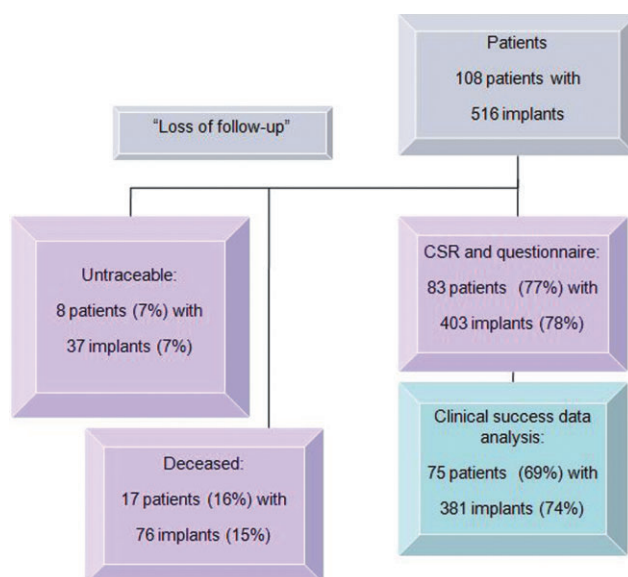 Patients
108 patients with
516 implants
“Loss of follow-up”
Untraceable:
8 patients (7%) with
37 implants (7%)
CSR and questionnaire:
83 patients (77%) with
403 implants (78%)
Deceased:
17 patients (16%) with
76 implants (15%)
Clinical success data
analysis:
75 patients (69%) with
381 implants (74%)